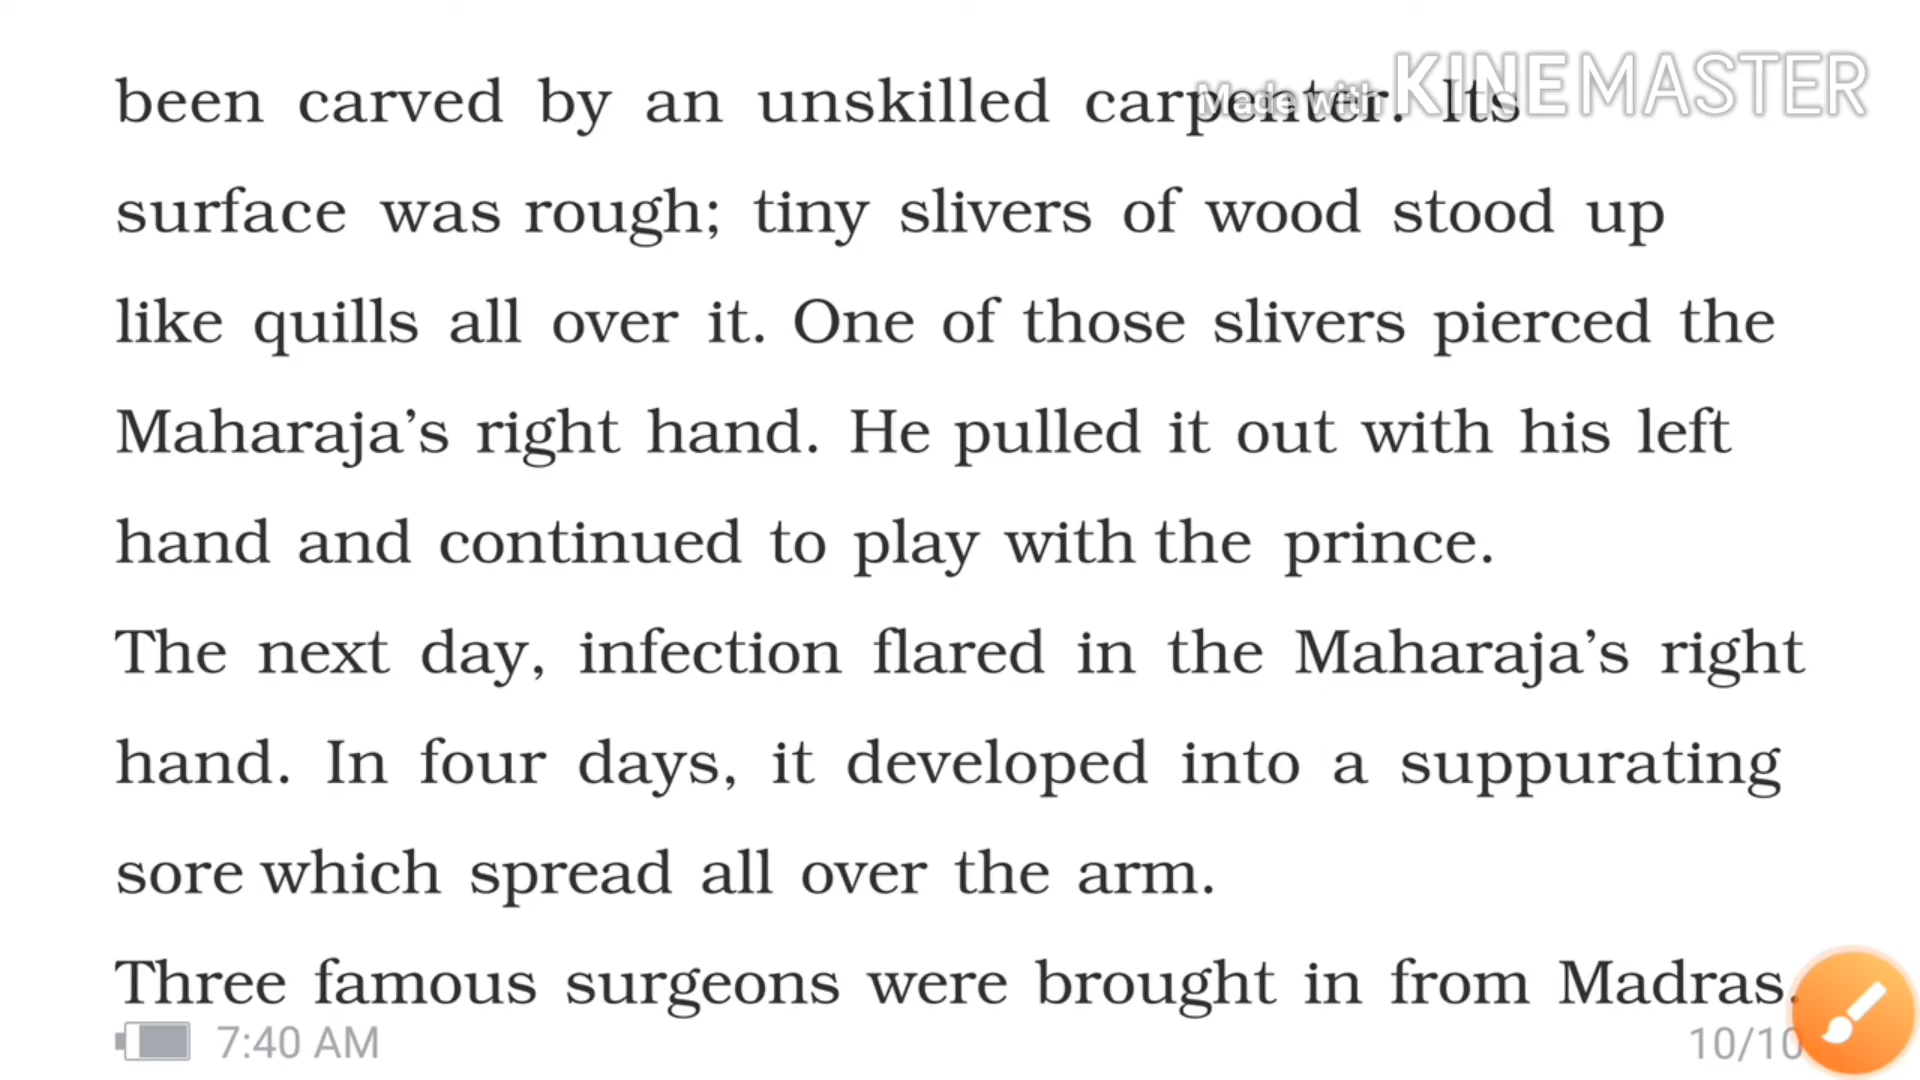 been carved by an unskilled carpenter. Its
Made with KINEMASTER
surface was rough; tiny slivers of wood stood up
like quills all over it. One of those slivers pierced the
Maharaja’s right hand. He pulled it out with his left
hand and continued to play with the prince.
The next day, infection flared in the Maharaja’s right
hand. In four days, it developed into a suppurating
sore which spread all over the arm.
Three famous surgeons were brought in from Madras.
7:40 AM
10/10